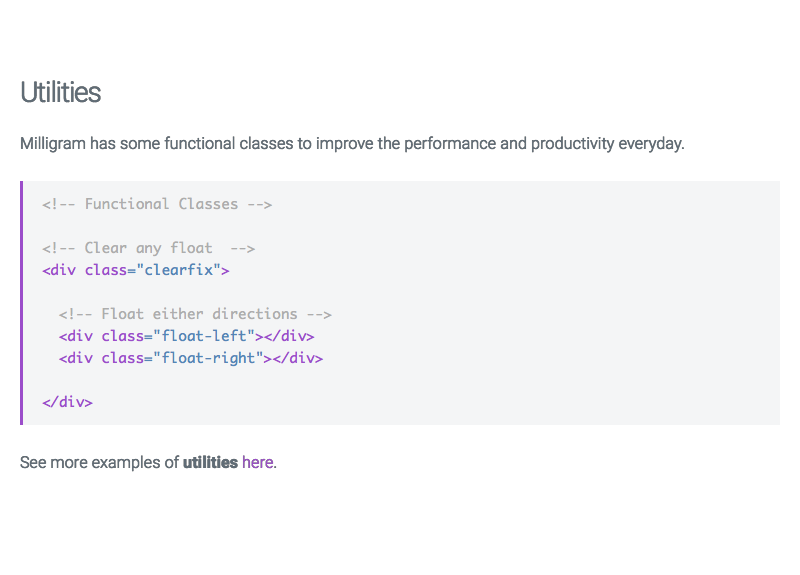 Utilities
Milligram has some functional classes to improve the performance and productivity everyday.
<!-- Functional Classes -->
<!-- Clear any float  -->
<div class="clearfix">
<!-- Float either directions -->
<div class="float-left"></div>
<div class="float-right"></div>
</div>
See more examples of utilities here.